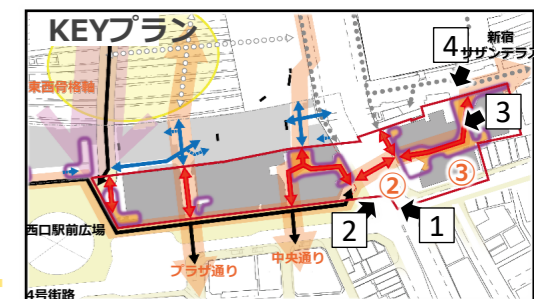 KEYプラン
新宿
サザンテラス
4
東西骨格軸
3
②
③
西口駅前広場
2
1
プラザ通り
中央通り
4号街路